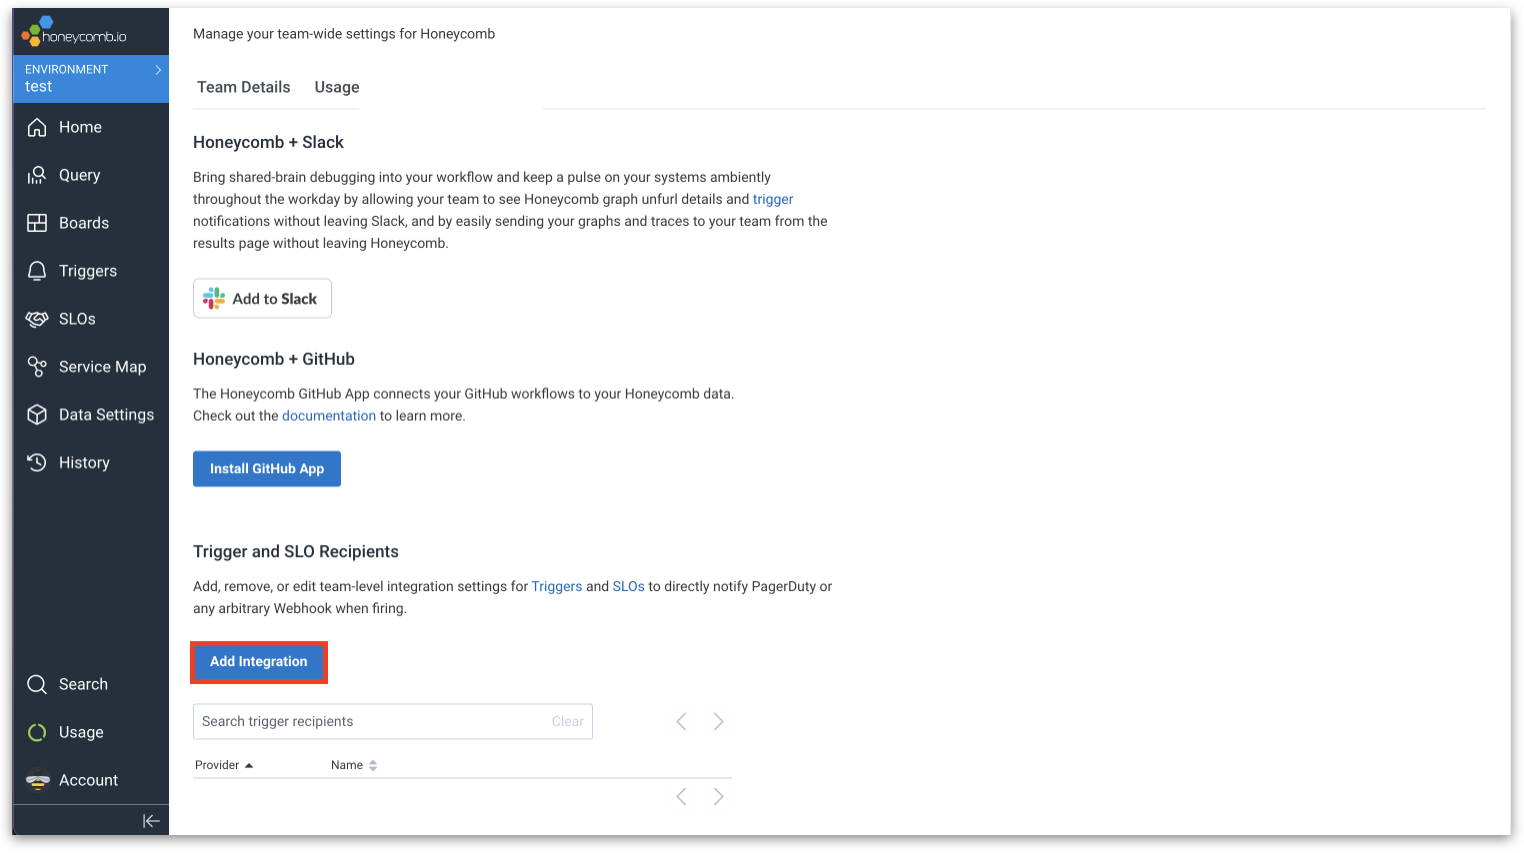 honeycomb.io
ENVIRONMENT
test
Home
Query
Boards
Triggers
SLOs
Service Map
Data Settings
History
Search
Usage
Account
Manage your team-wide settings for Honeycomb
Team Details Usage
Honeycomb + Slack
Bring shared-brain debugging into your workflow and keep a pulse on your systems ambiently
throughout the workday by allowing your team to see Honeycomb graph unfurl details and trigger
notifications without leaving Slack, and by easily sending your graphs and traces to your team from the
results page without leaving Honeycomb.
Add to Slack
Honeycomb + GitHub
The Honeycomb GitHub App connects your GitHub workflows to your Honeycomb data.
Check out the documentation to learn more.
Install GitHub App
Trigger and SLO Recipients
Add, remove, or edit team-level integration settings for Triggers and SLOs to directly notify PagerDuty or
any arbitrary Webhook when firing.
Add Integration
Search trigger recipients Clear
Provider Name